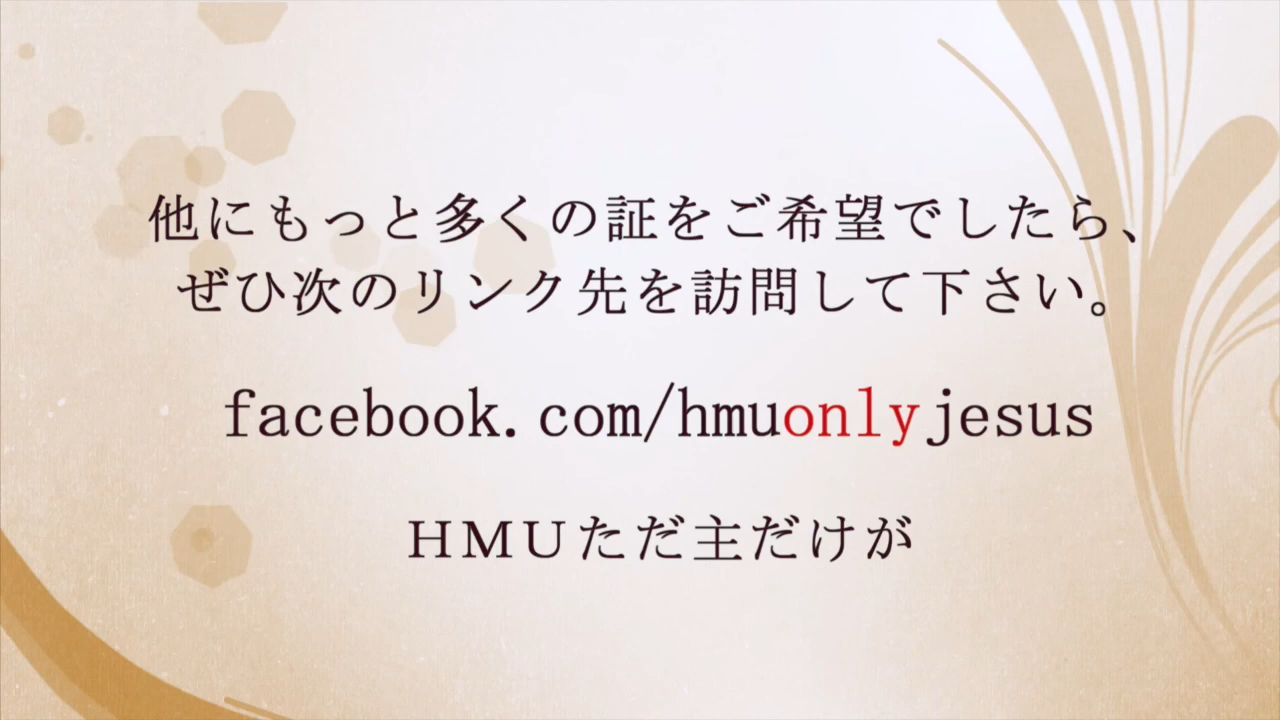 他にもっと多くの証をご希望でしたら、
ぜひ次のリンク先を訪問して下さい。
facebook.com/hmuonlyjesus
ＨＭＵただ主だけが